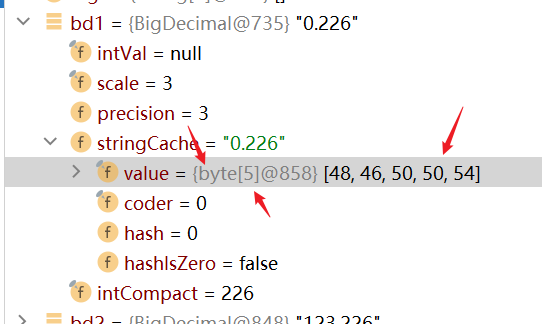 bd1 = {BigDecimal@735} "0.226"
f intVal = null
f scale = 3
f precision = 3
f stringCache = "0.226"
f value = {byte[5]@858} [48, 46, 50, 50, 54]
f coder = 0
f hash = 0
f hashIsZero = false
f intCompact = 226
bd2 = {BigDecimal@848} "123.226"